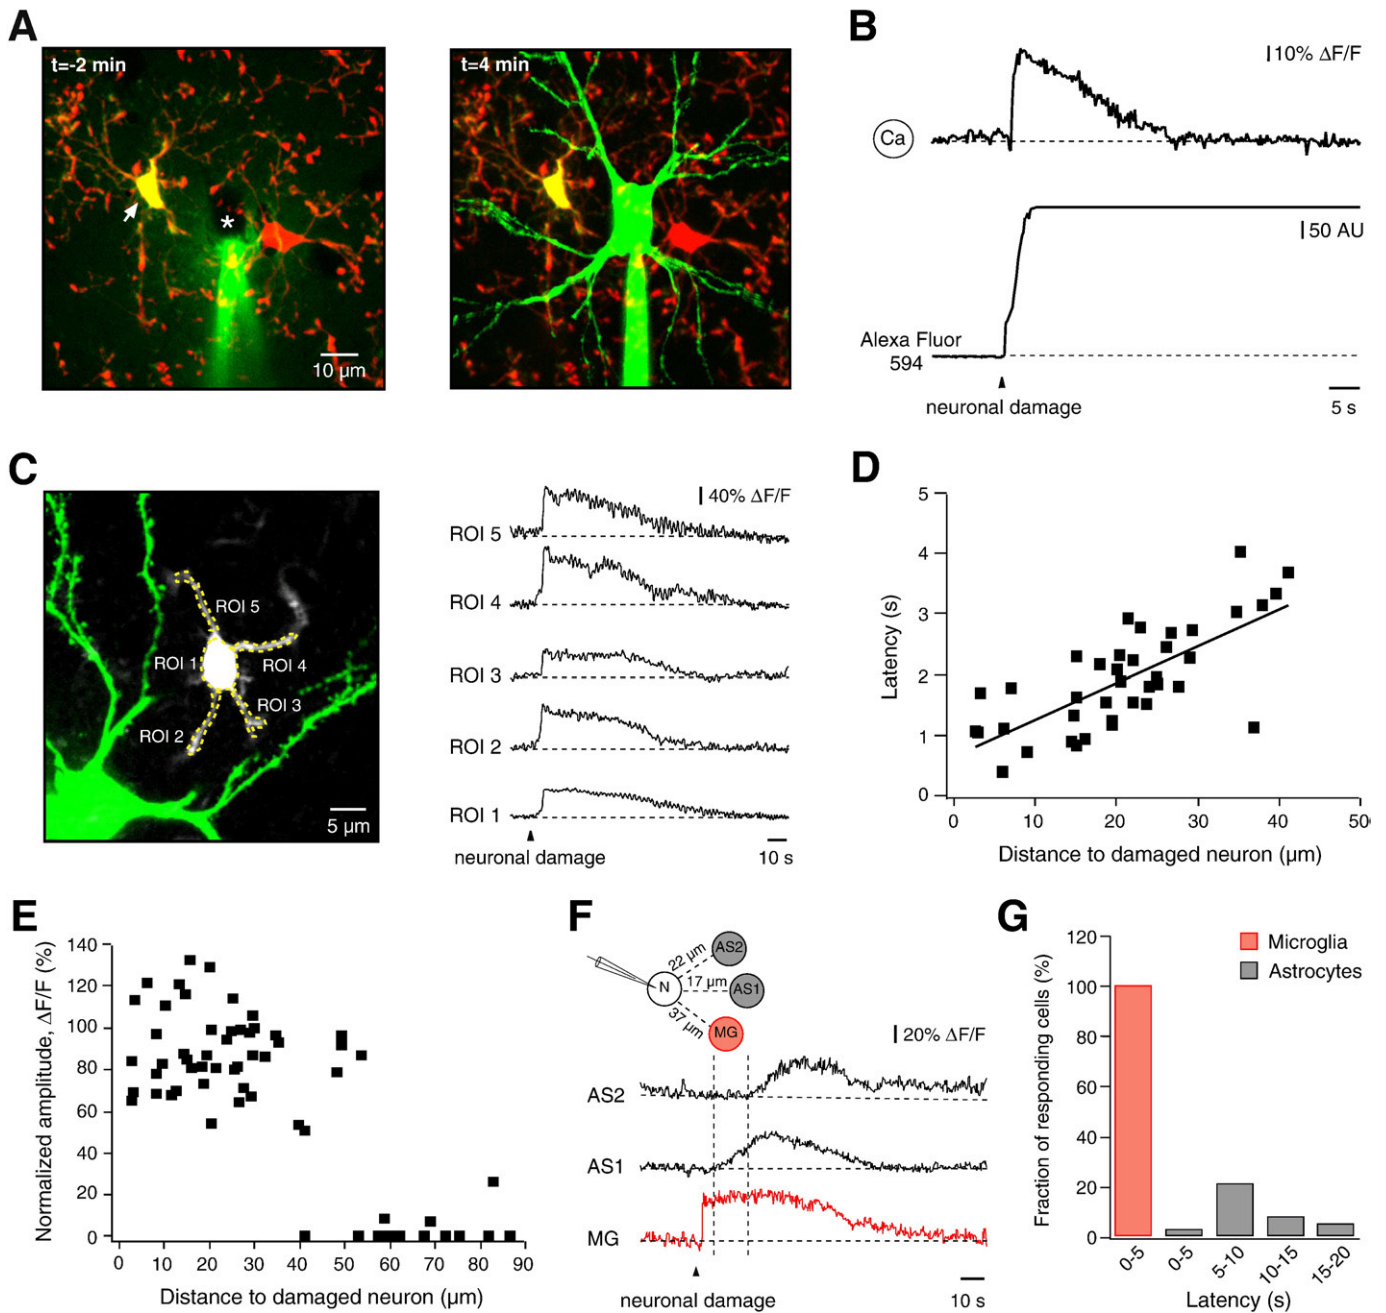 A
t=-2 min
*
10 µm
t=4 min
B
10% ΔF/F
Ca
50 AU
Alexa Fluor
594
neuronal damage
5 s
C
ROI 5
ROI 1
ROI 4
ROI 3
ROI 2
5 µm
40% ΔF/F
ROI 5
ROI 4
ROI 3
ROI 2
ROI 1
neuronal damage
10 s
D
Latency (s)
5
4
3
2
1
0
0 10 20 30 40 50
Distance to damaged neuron (µm)
E
Normalized amplitude, ΔF/F (%)
140
120
100
80
60
40
20
0
0 10 20 30 40 50 60 70 80 90
Distance to damaged neuron (µm)
F
22 µm
AS2
N
17 µm
AS1
37 µm
MG
20% ΔF/F
AS2
AS1
MG
neuronal damage
10 s
G
Fraction of responding cells (%)
120
100
80
60
40
20
0
Microglia
Astrocytes
0-5 0-5 5-10 10-15 15-20
Latency (s)